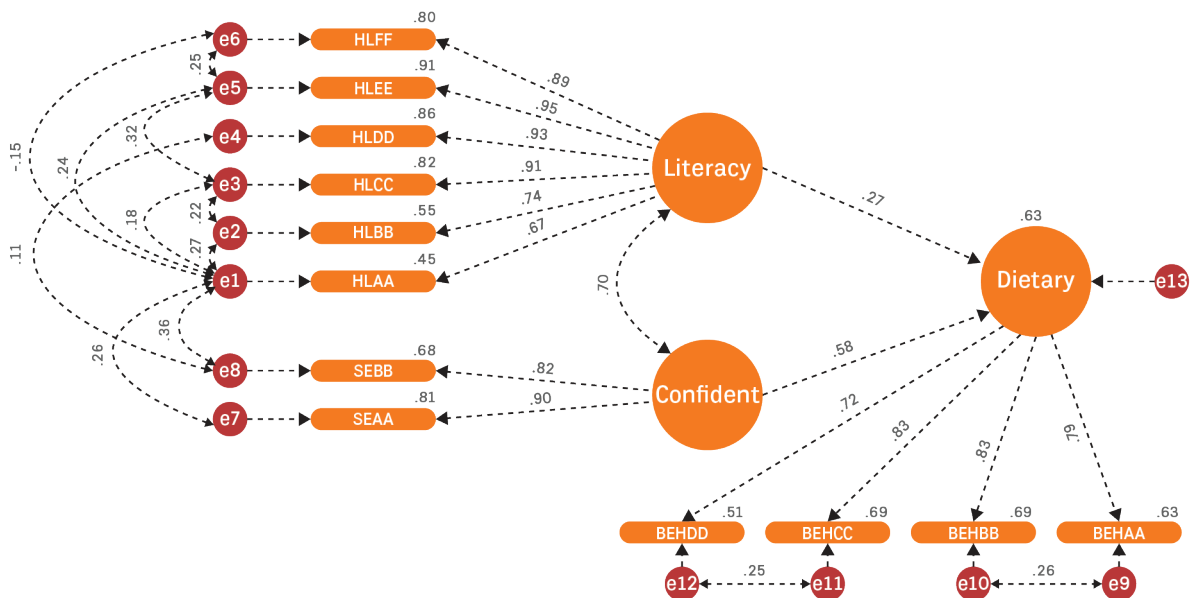 .80
e6 HLFF
.25
.91
.89
e5 HLEE
.95
.86
.32
e4 HLDD
.93
Literacy
-.15
.24
.82
e3 HLCC
.91
.27
.18
.22
.55
.74
e2 HLBB
.67
.63
.11
.27
.45
e1 HLAA
Dietary
e13
.70
.36
.26
.68
.58
e8 SEBB
.82
.81
.90
Confident
e7 SEAA
.72
.83
.83
.79
.51
.69
.69
.63
BEHDD BEHCC BEHBB BEHAA
e12 .25 e11 e10 .26 e9